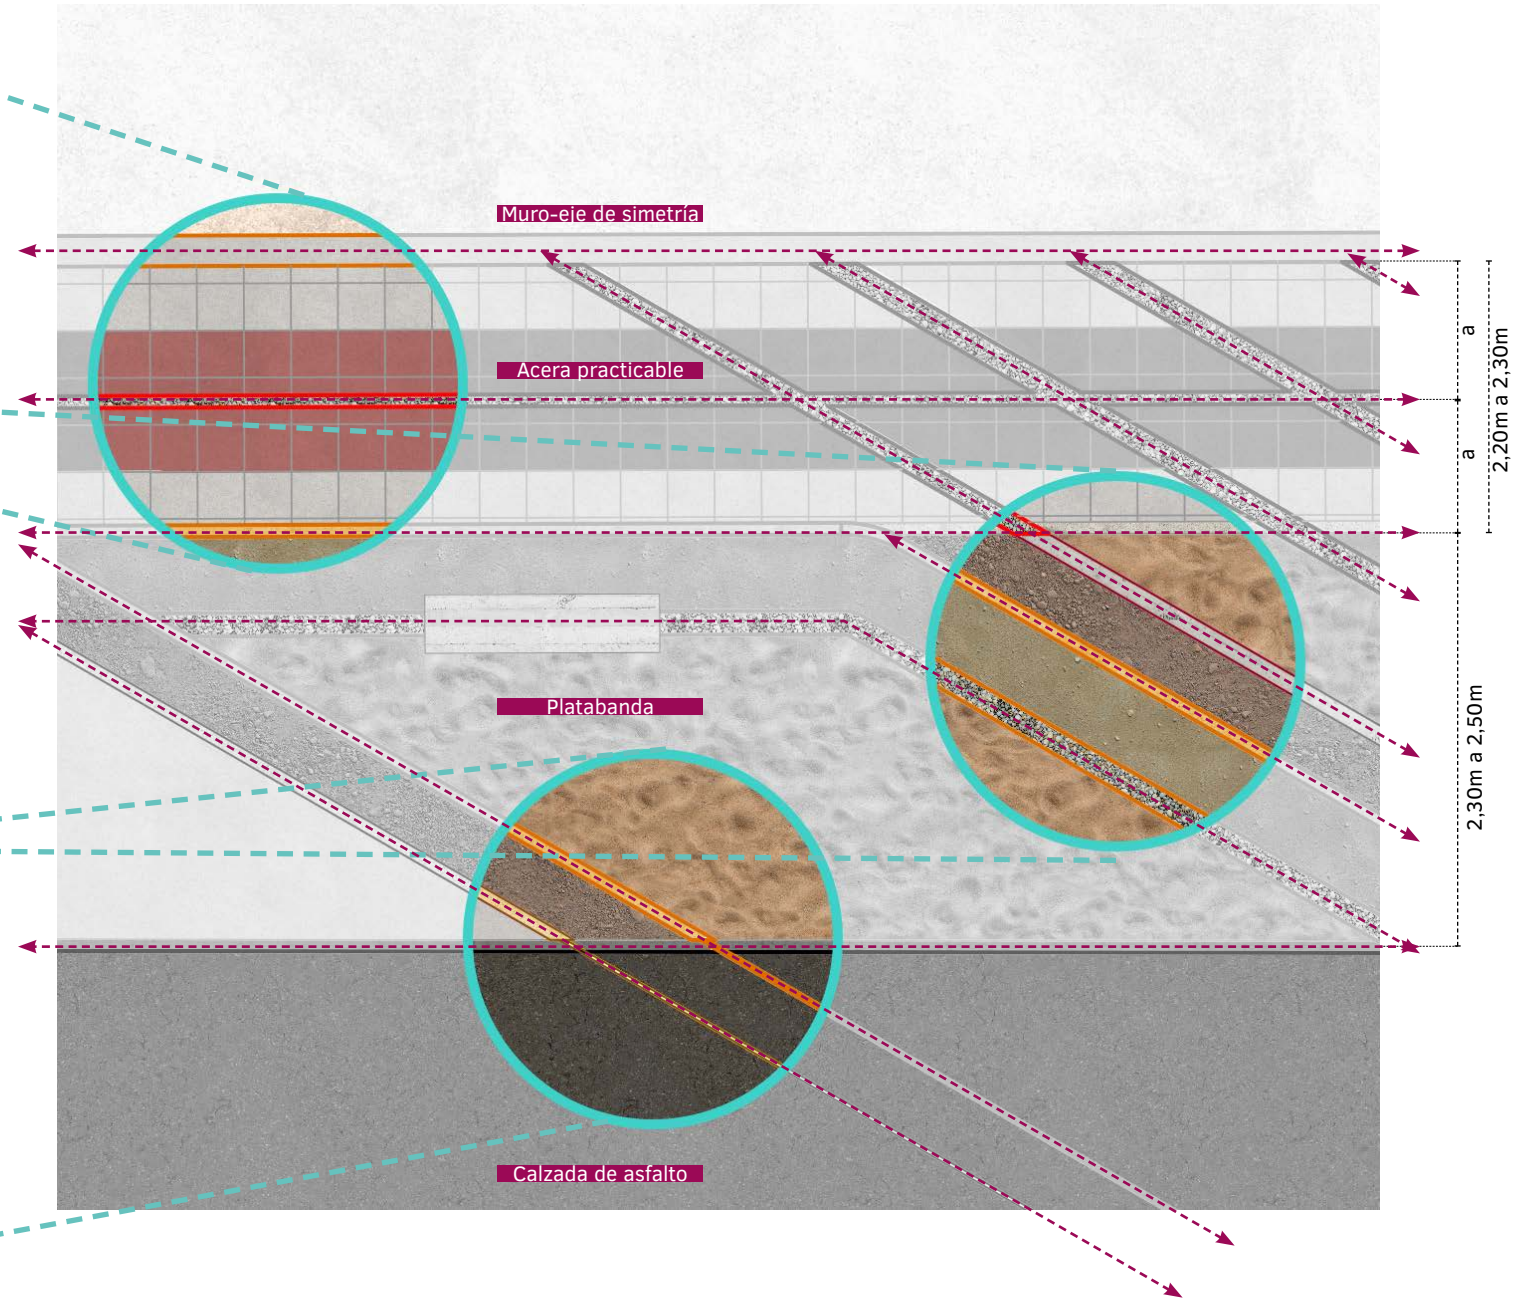 Muro-eje de simetría
Acera practicable
a
a
2,20m a 2,30m
Platabanda
2,30m a 2,50m
Calzada de asfalto